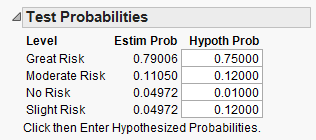 Test Probabilities
Level Estim Prob Hypoth Prob
Great Risk 0.79006 0.75000
Moderate Risk 0.11050 0.12000
No Risk 0.04972 0.01000
Slight Risk 0.04972 0.12000
Click then Enter Hypothesized Probabilities.